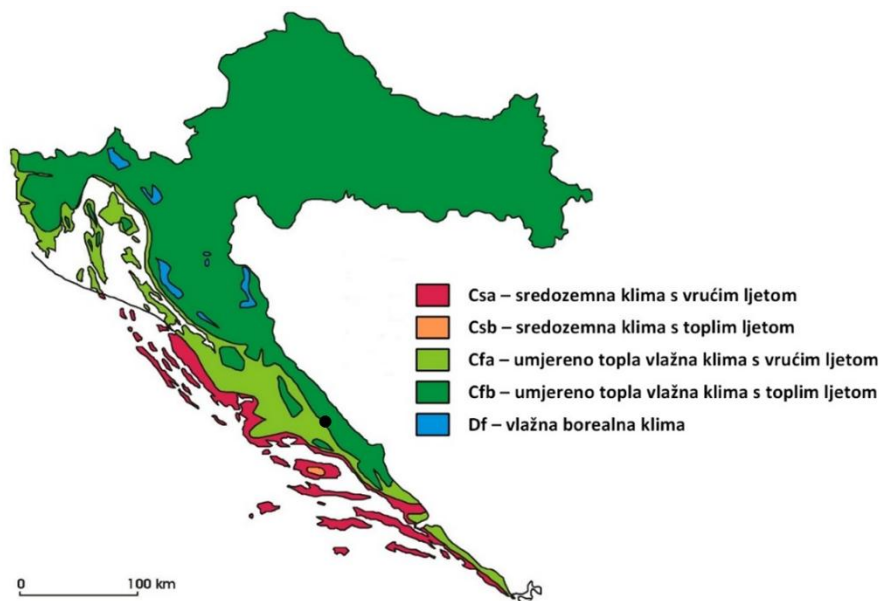 Csa – sredozemna klima s vrućim ljetom
Csb – sredozemna klima s toplim ljetom
Cfa – umjereno topla vlažna klima s vrućim ljetom
Cfb – umjereno topla vlažna klima s toplim ljetom
Df – vlažna borealna klima
0 100 km